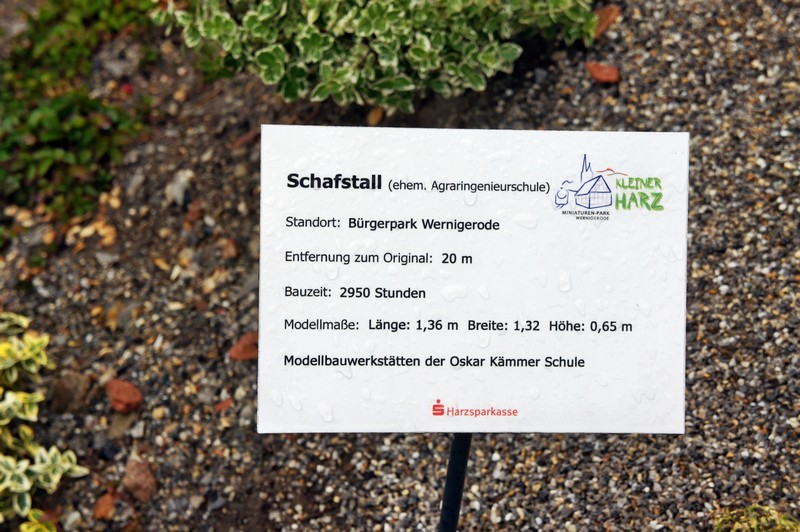 Schafstall (ehem. Agraringenieurschule)
KLEINER
HARZ
MINIATUREN-PARK
WERNIGERODE
Standort: Bürgerpark Wernigerode
Entfernung zum Original: 20 m
Bauzeit: 2950 Stunden
Modellmaße: Länge: 1,36 m Breite: 1,32 Höhe: 0,65 m
Modellbauwerkstätten der Oskar Kämmer Schule
Harzsparkasse